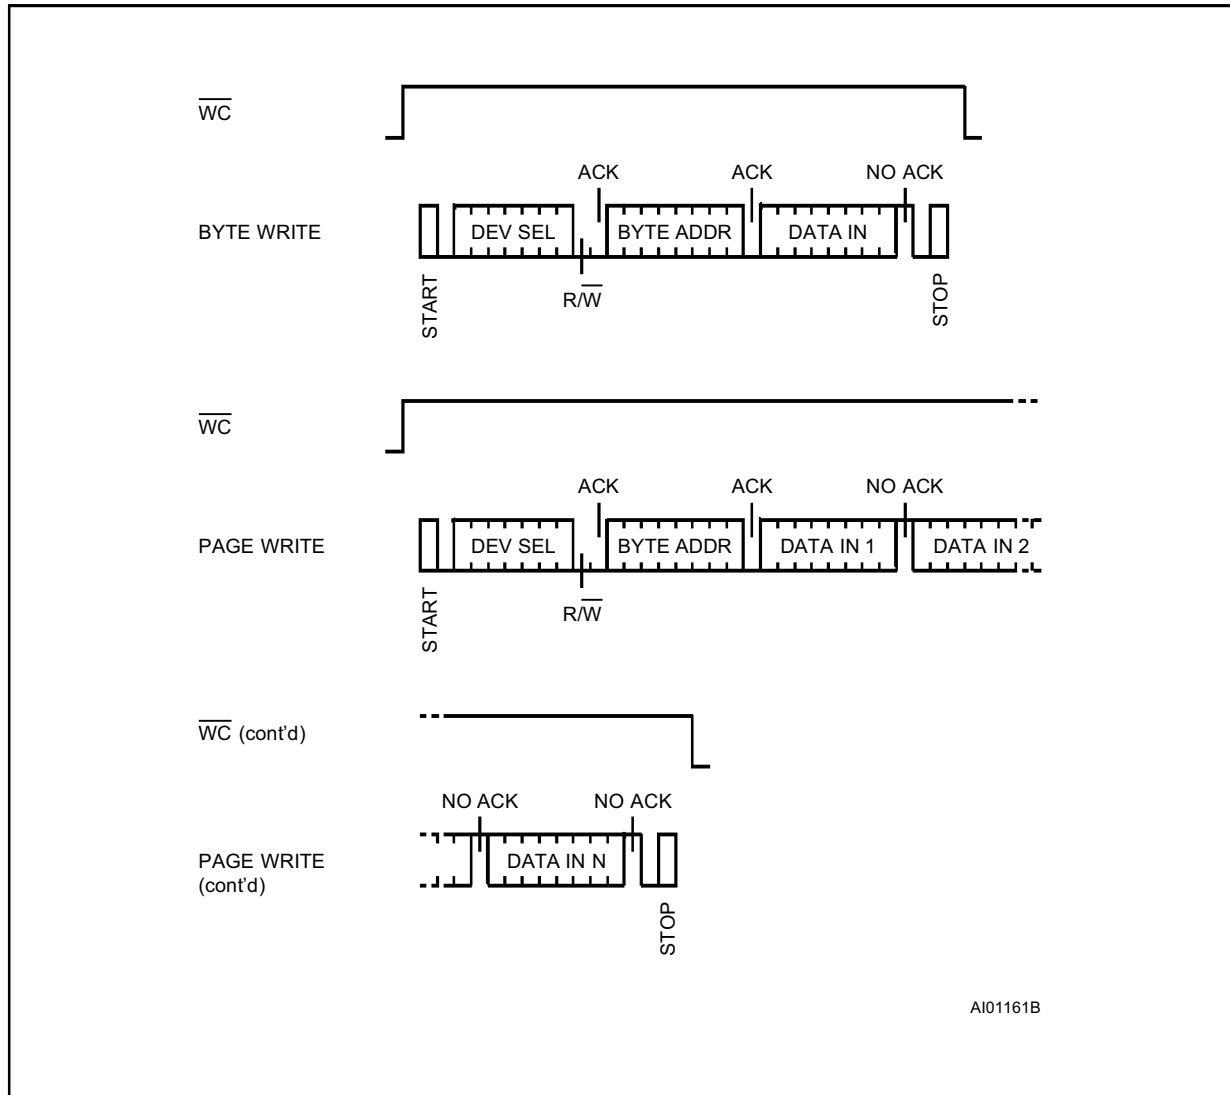 WC
ACK ACK NO ACK
BYTE WRITE DEV SEL BYTE ADDR DATA IN
R/W
START STOP
WC
ACK ACK NO ACK
PAGE WRITE DEV SEL BYTE ADDR DATA IN 1 DATA IN 2
R/W
START
WC (cont'd)
NO ACK NO ACK
PAGE WRITE DATA IN N
(cont'd)
STOP
AI01161B